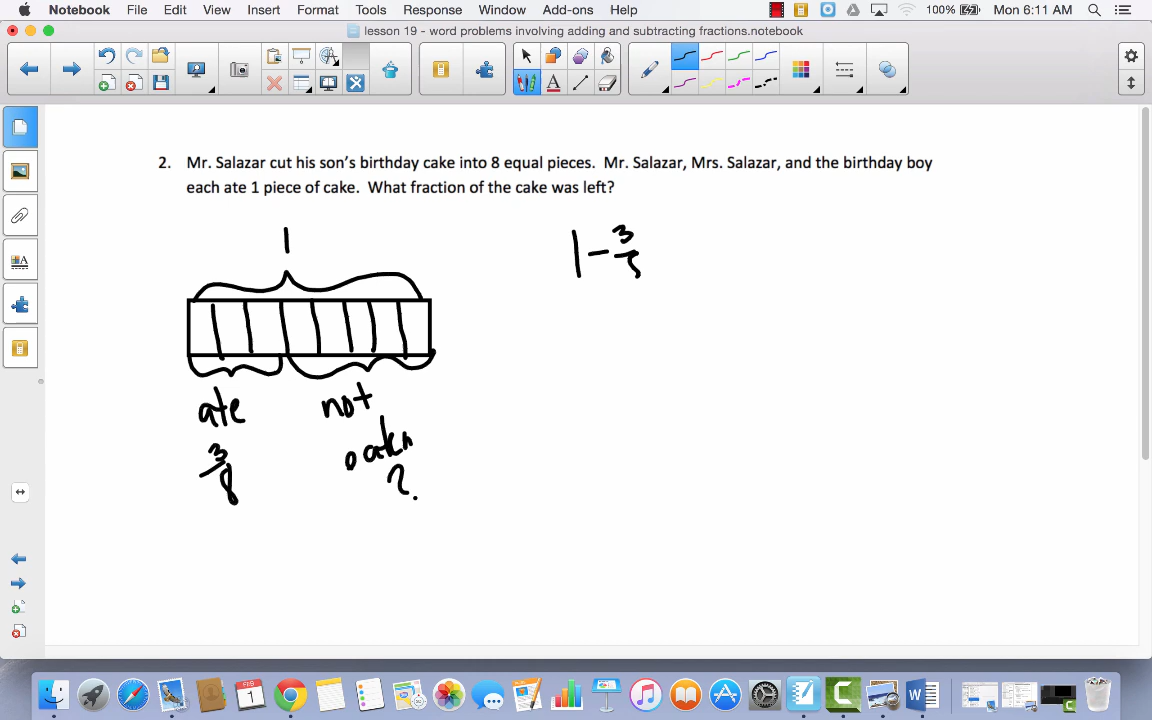 Notebook File Edit View Insert Format Tools Response Window Add-ons Help 100% Mon 6:11 AM
lesson 19 - word problems involving adding and subtracting fractions.notebook
2. Mr. Salazar cut his son's birthday cake into 8 equal pieces. Mr. Salazar, Mrs. Salazar, and the birthday boy
each ate 1 piece of cake. What fraction of the cake was left?
1
1 - 3
ate not
3
8
?